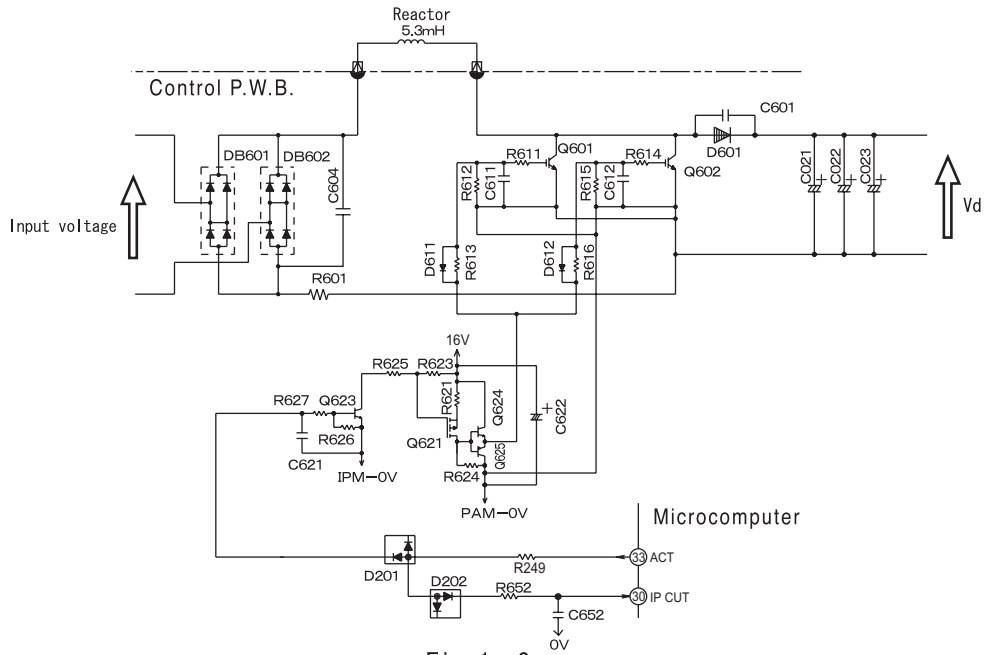 Reactor
5.3mH
Control P.W.B.
C601
DB601
DB602
C604
R611
Q601
R614
D601
Q602
R612
C611
R615
C612
C021
+
C022
+
C023
+
Input voltage
Vd
D611
R613
D612
R616
R601
16V
R625
R623
R627
Q623
R621
Q624
+
C622
R626
Q621
Q625
C621
R624
IPM-0V
PAM-0V
Microcomputer
33 ACT
D201
R249
D202
R652
30 IP CUT
C652
0V